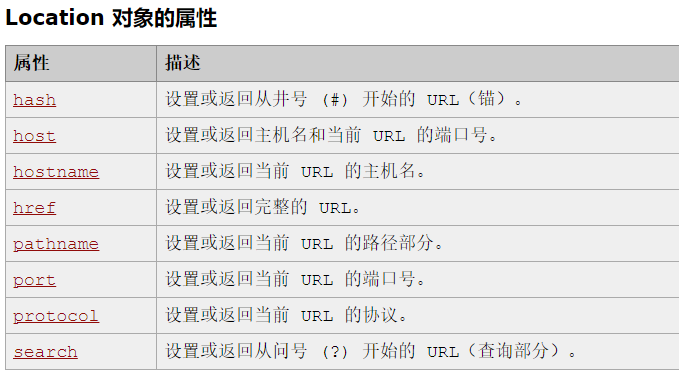 Location 对象的属性
属性 描述
hash 设置或返回从井号 (#) 开始的 URL（锚）。
host 设置或返回主机名和当前 URL 的端口号。
hostname 设置或返回当前 URL 的主机名。
href 设置或返回完整的 URL。
pathname 设置或返回当前 URL 的路径部分。
port 设置或返回当前 URL 的端口号。
protocol 设置或返回当前 URL 的协议。
search 设置或返回从问号 (?) 开始的 URL（查询部分）。